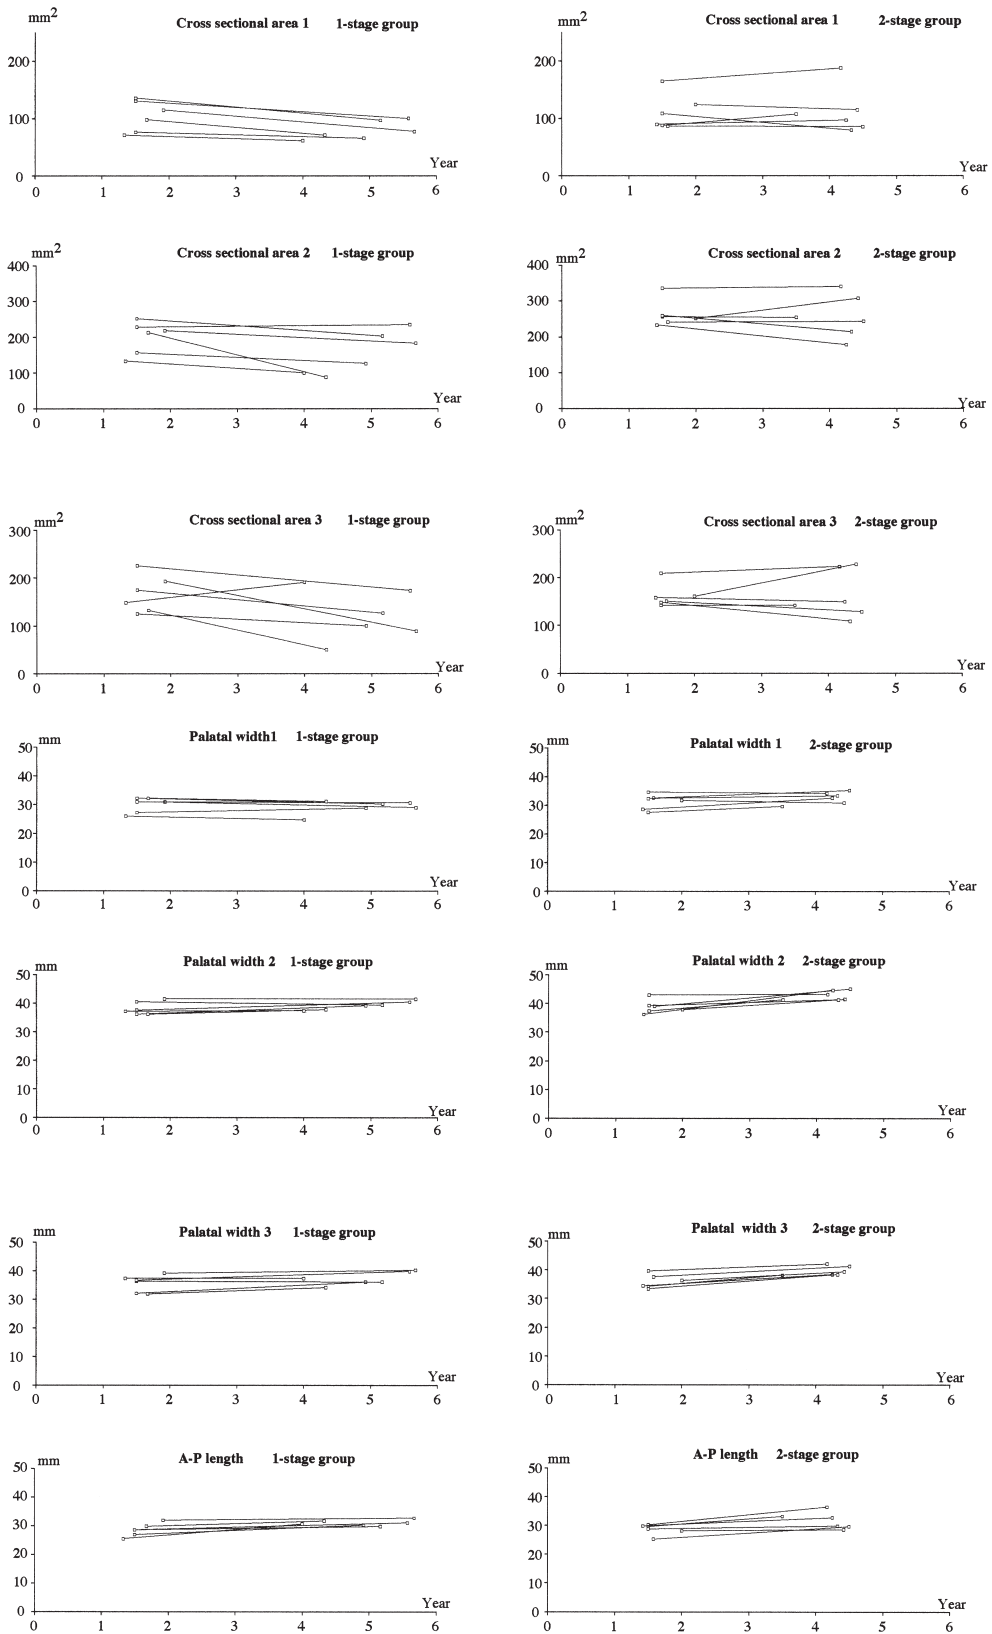 mm2 Cross sectional area 1 1-stage group
200
100
Year
0
0 1 2 3 4 5 6
mm2 Cross sectional area 1 2-stage group
200
100
Year
0
0 1 2 3 4 5 6
mm2 Cross sectional area 2 1-stage group
400
300
200
100
Year
0
0 1 2 3 4 5 6
mm2 Cross sectional area 2 2-stage group
400
300
200
100
Year
0
0 1 2 3 4 5 6
mm2 Cross sectional area 3 1-stage group
300
200
100
Year
0
0 1 2 3 4 5 6
mm2 Cross sectional area 3 2-stage group
300
200
100
Year
0
0 1 2 3 4 5 6
mm Palatal width1 1-stage group
50
40
30
20
10
Year
0
0 1 2 3 4 5 6
mm Palatal width 1 2-stage group
50
40
30
20
10
Year
0
0 1 2 3 4 5 6
mm Palatal width 2 1-stage group
50
40
30
20
10
Year
0
0 1 2 3 4 5 6
mm Palatal width 2 2-stage group
50
40
30
20
10
Year
0
0 1 2 3 4 5 6
mm Palatal width 3 1-stage group
50
40
30
20
10
Year
0
0 1 2 3 4 5 6
mm Palatal width 3 2-stage group
50
40
30
20
10
Year
0
0 1 2 3 4 5 6
mm A-P length 1-stage group
50
40
30
20
10
Year
0
0 1 2 3 4 5 6
mm A-P length 2-stage group
50
40
30
20
10
Year
0
0 1 2 3 4 5 6